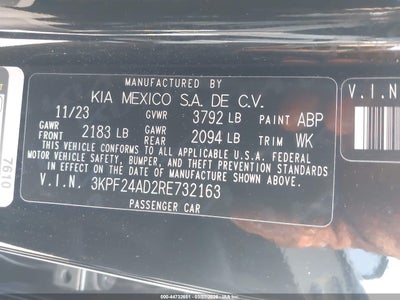 MANUFACTURED BY
KIA MEXICO S.A. DE C.V.
11/23 GVWR 3792 LB PAINT ABP
GAWR FRONT 2183 LB GAWR REAR 2094 LB TRIM WK
THIS VEHICLE CONFORMS TO ALL APPLICABLE U.S.A. FEDERAL
MOTOR VEHICLE SAFETY, BUMPER, AND THEFT PREVENTION
STANDARDS IN EFFECT ON THE DATE OF MANUFACTURE
SHOWN ABOVE.
V.I.N. 3KPF24AD2RE732163
PASSENGER CAR
V.I.N
7610